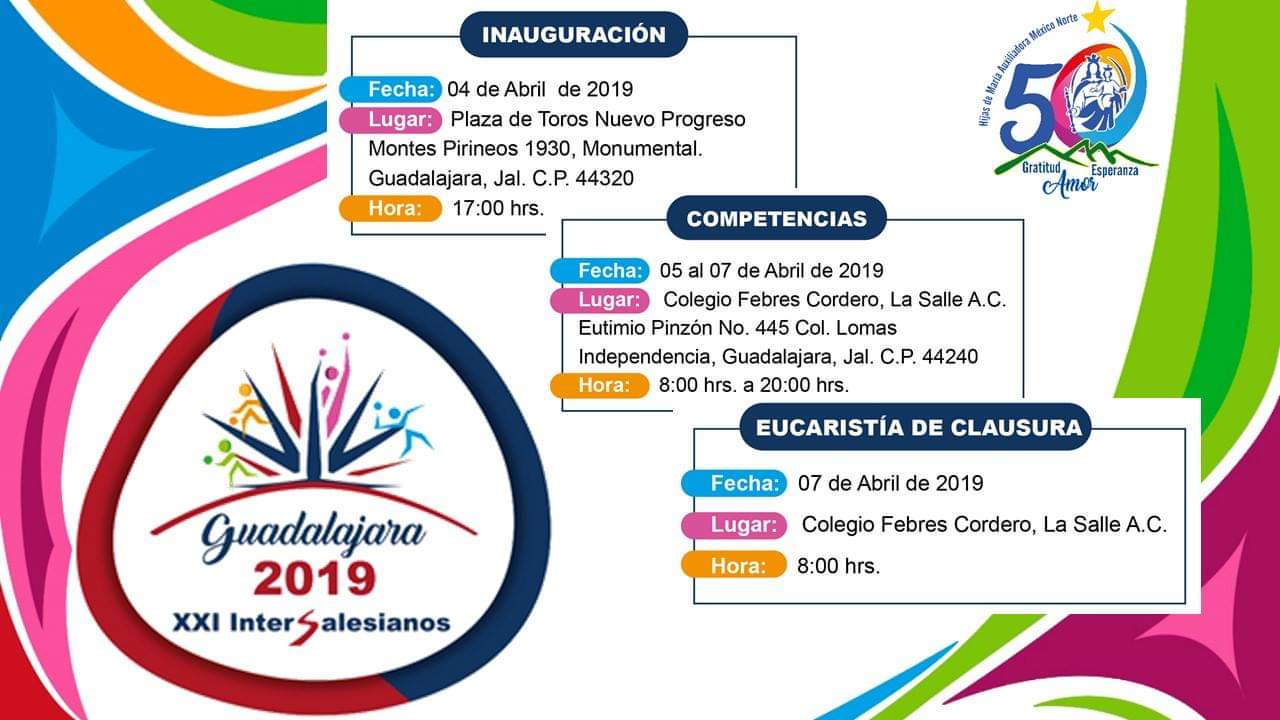 INAUGURACIÓN
Fecha: 04 de Abril de 2019
Lugar: Plaza de Toros Nuevo Progreso
Montes Pirineos 1930, Monumental.
Guadalajara, Jal. C.P. 44320
Hora: 17:00 hrs.
Hijas de María Auxiliadora México Norte
50
Gratitud
Esperanza
Amor
COMPETENCIAS
Fecha: 05 al 07 de Abril de 2019
Lugar: Colegio Febres Cordero, La Salle A.C.
Eutimio Pinzón No. 445 Col. Lomas
Independencia, Guadalajara, Jal. C.P. 44240
Hora: 8:00 hrs. a 20:00 hrs.
EUCARISTÍA DE CLAUSURA
Fecha: 07 de Abril de 2019
Lugar: Colegio Febres Cordero, La Salle A.C.
Hora: 8:00 hrs.
Guadalajara
2019
XXI InterSalesianos